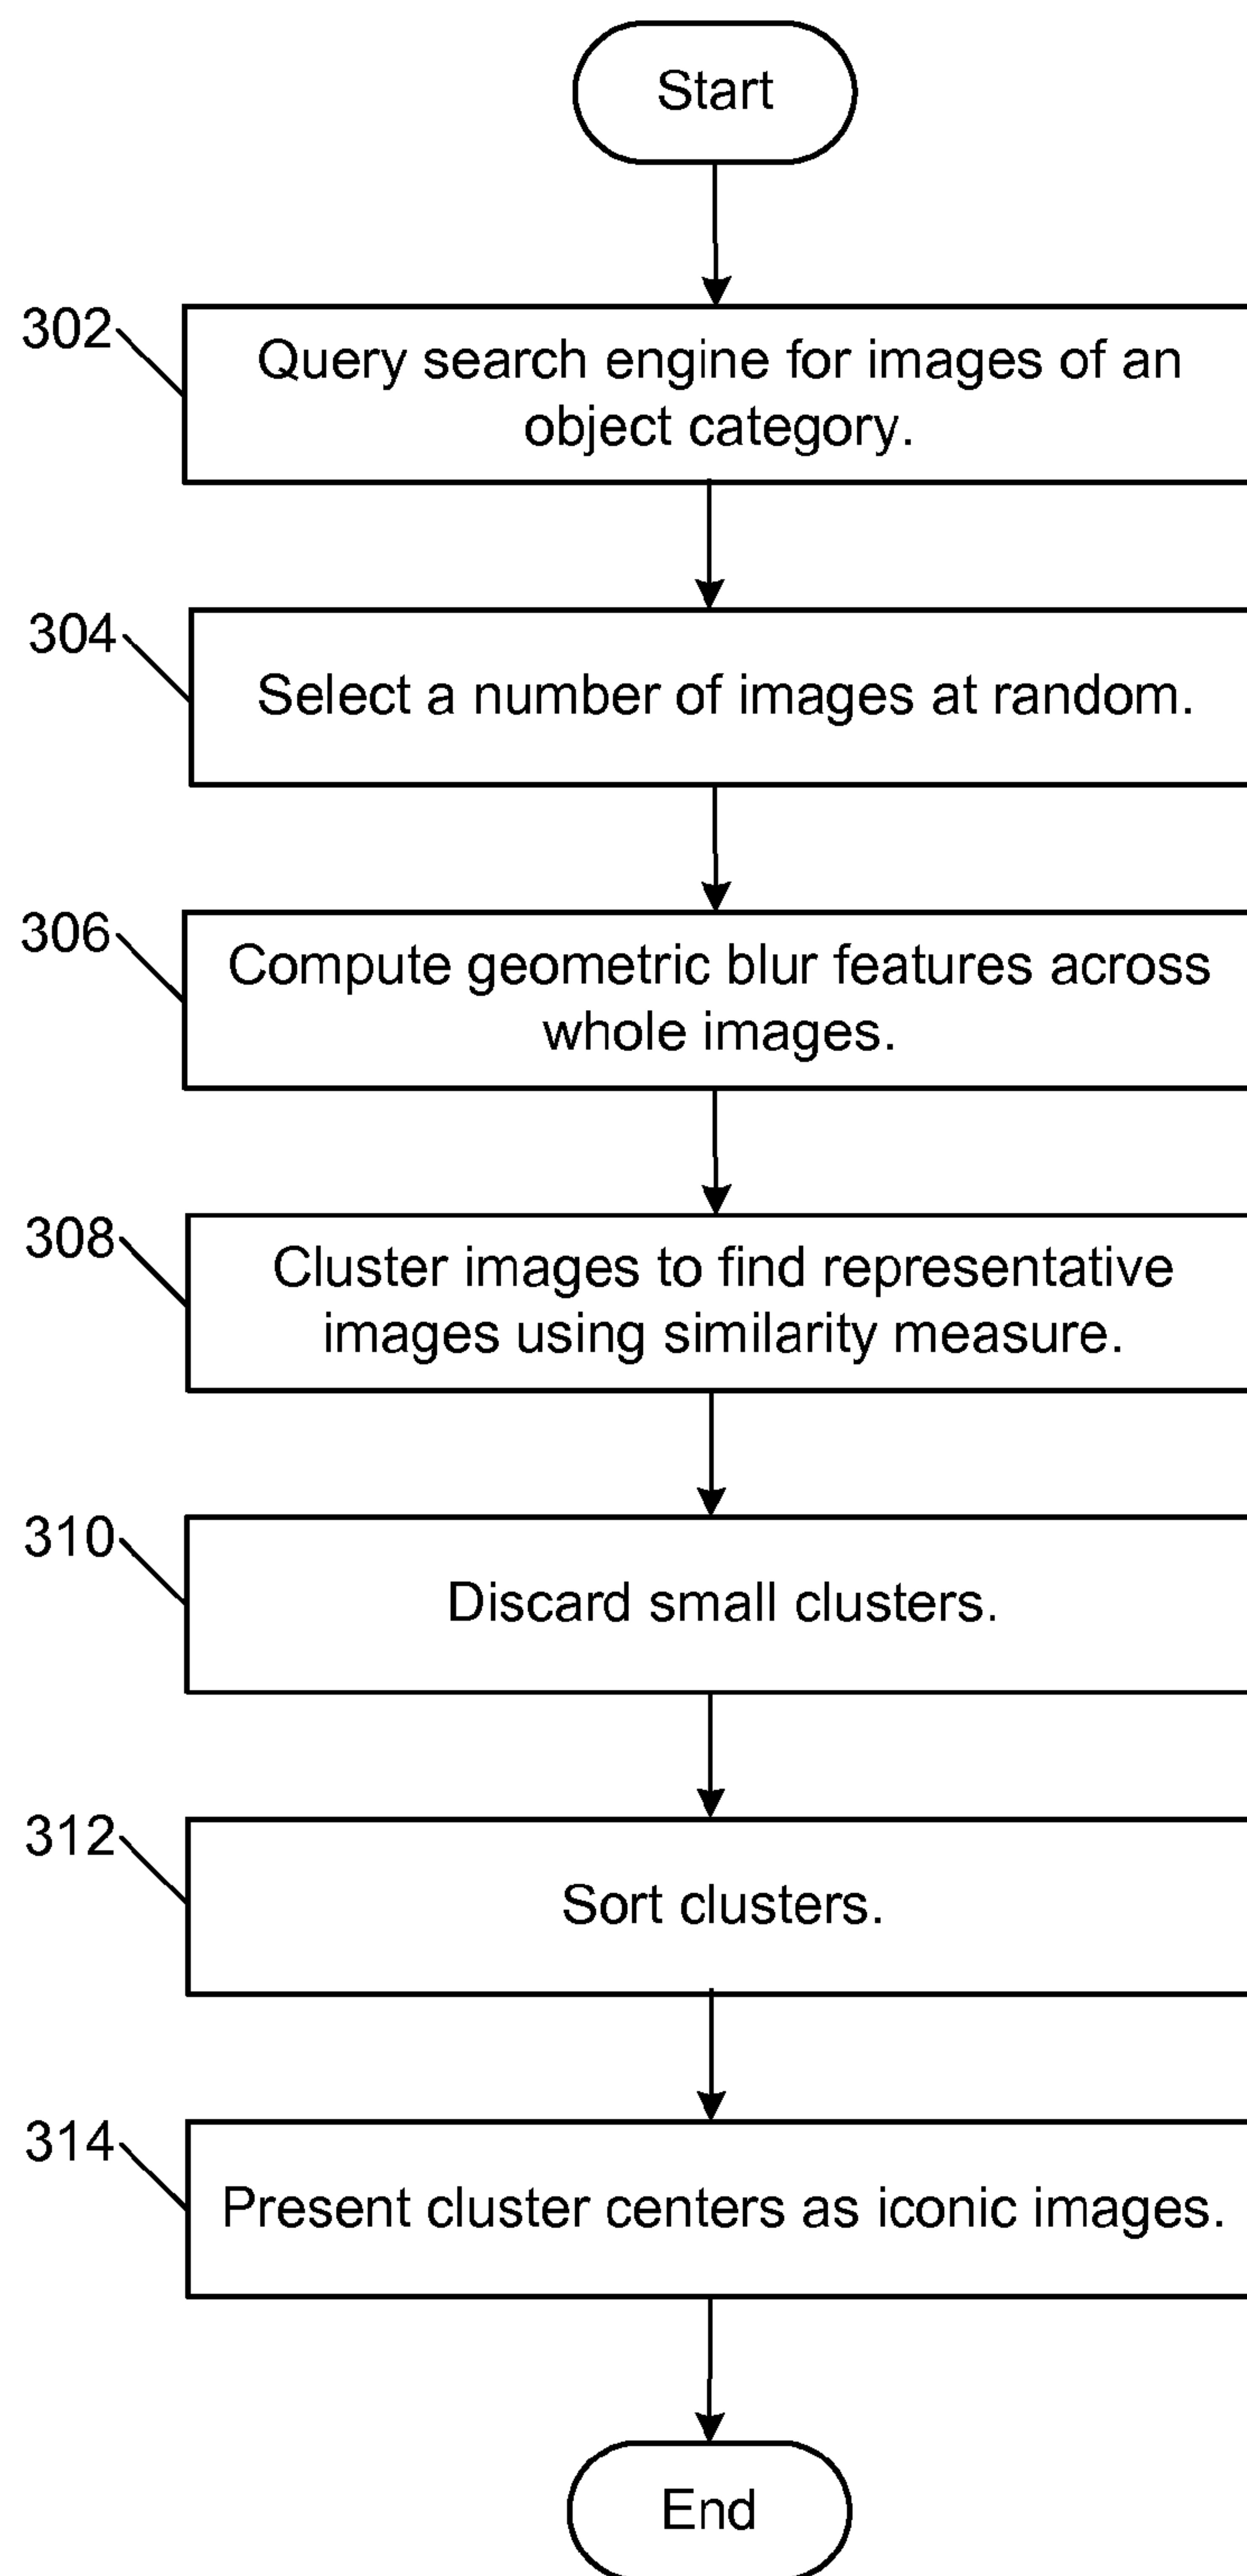 Start
302
Query search engine for images of an
object category.
304
Select a number of images at random.
306
Compute geometric blur features across
whole images.
308
Cluster images to find representative
images using similarity measure.
310
Discard small clusters.
312
Sort clusters.
314
Present cluster centers as iconic images.
End